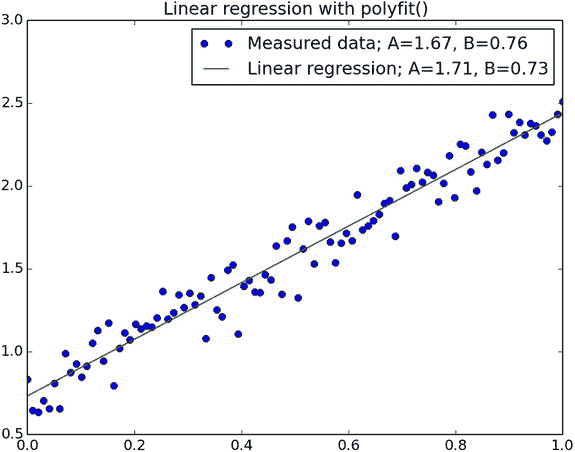 Linear regression with polyfit()
3.0
Measured data; A=1.67, B=0.76
Linear regression; A=1.71, B=0.73
2.5
2.0
1.5
1.0
0.5
0.0 0.2 0.4 0.6 0.8 1.0